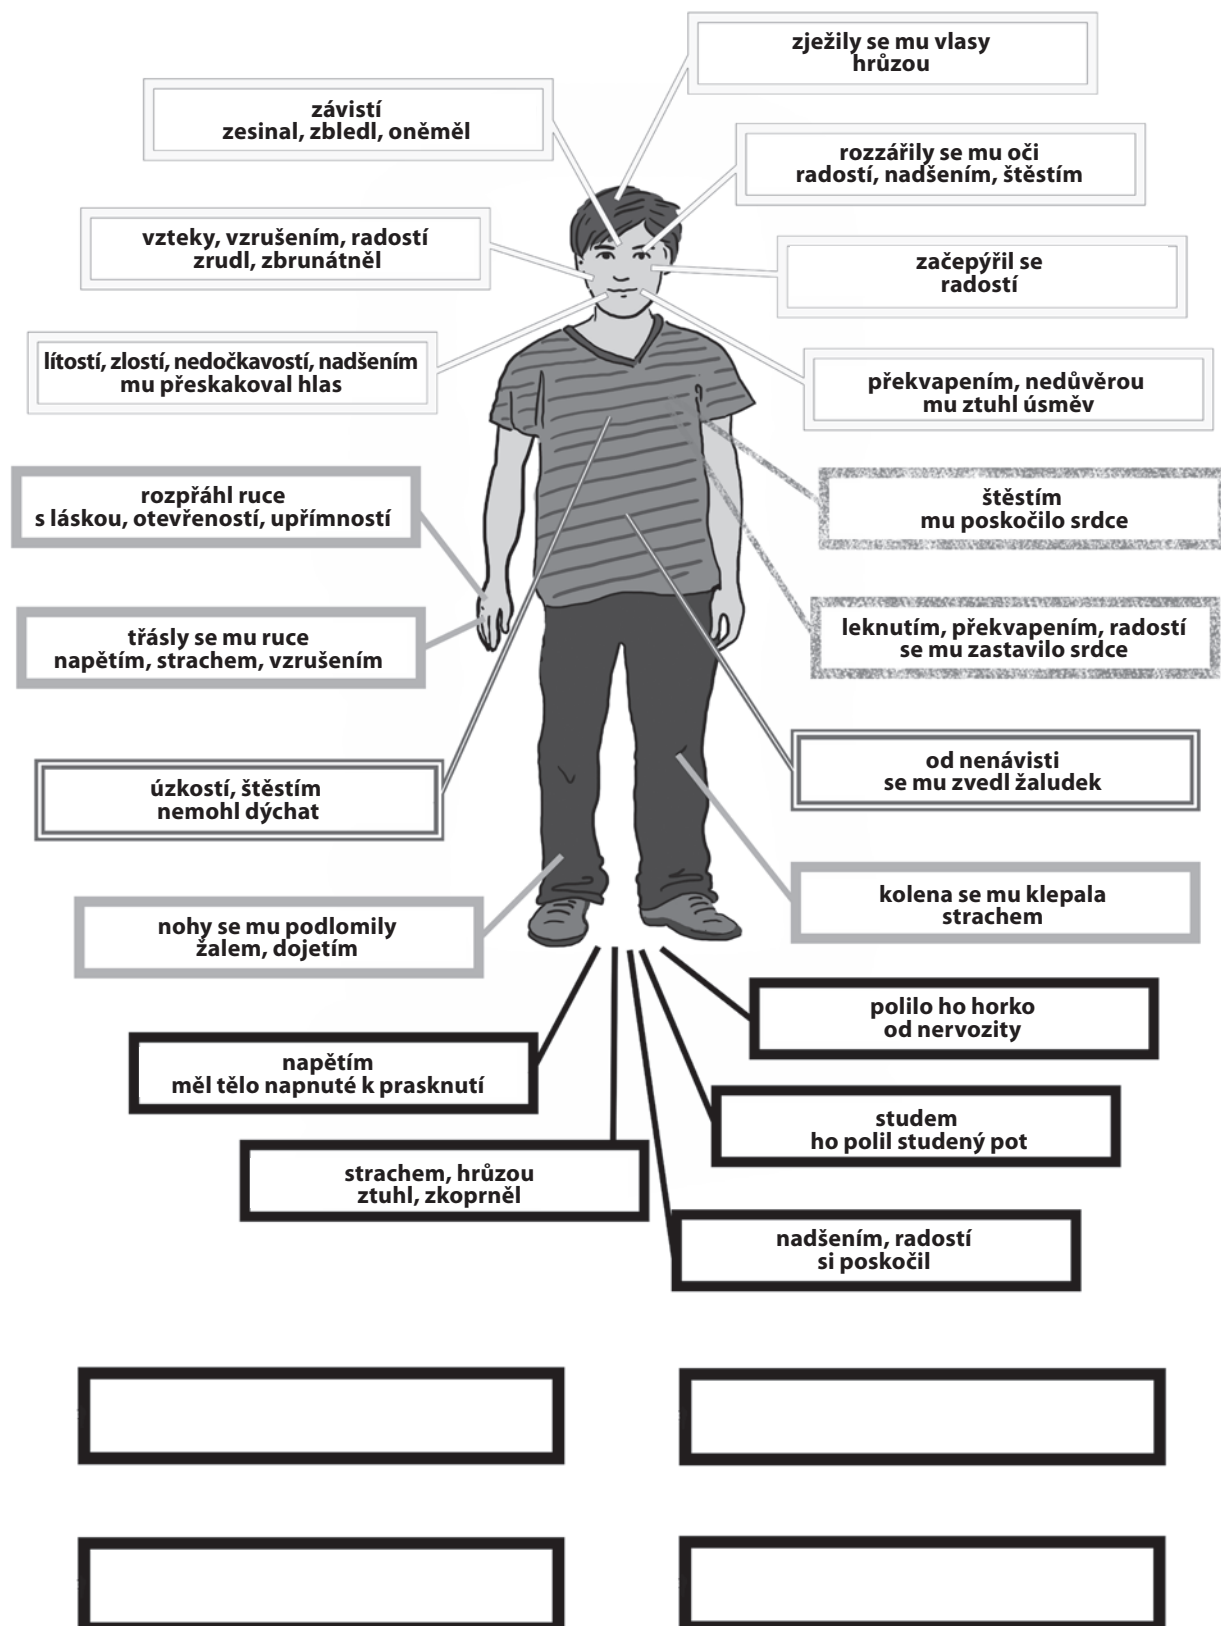 zježily se mu vlasy
hrůzou
závistí
zesinal, zbledl, oněměl
rozzářily se mu oči
radostí, nadšením, štěstím
vzteky, vzrušením, radostí
zrudl, zbrunátněl
začepýřil se
radostí
lítostí, zlostí, nedočkavostí, nadšením
mu přeskakoval hlas
překvapením, nedůvěrou
mu ztuhl úsměv
rozpřáhl ruce
s láskou, otevřeností, upřímností
štěstím
mu poskočilo srdce
třásly se mu ruce
napětím, strachem, vzrušením
leknutím, překvapením, radostí
se mu zastavilo srdce
úzkostí, štěstím
nemohl dýchat
od nenávisti
se mu zvedl žaludek
nohy se mu podlomily
žalem, dojetím
kolena se mu klepala
strachem
polilo ho horko
od nervozity
napětím
měl tělo napnuté k prasknutí
studem
ho polil studený pot
strachem, hrůzou
ztuhl, zkoprněl
nadšením, radostí
si poskočil